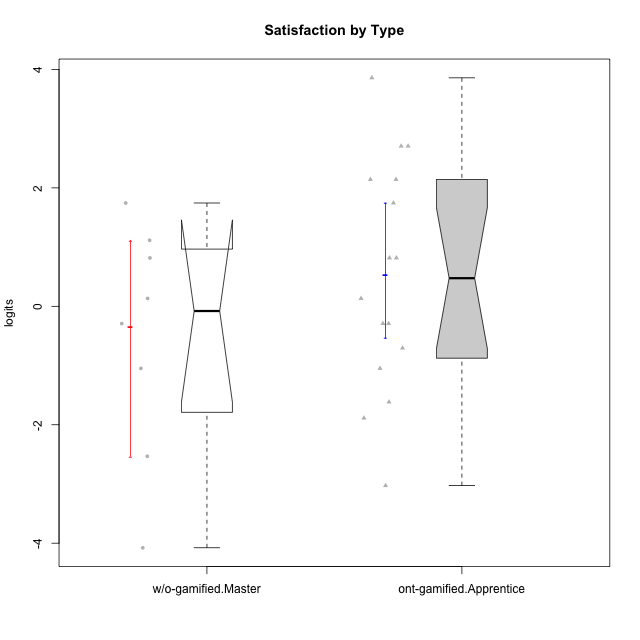 Satisfaction by Type
logits
4
2
0
-2
-4
w/o-gamified.Master
ont-gamified.Apprentice